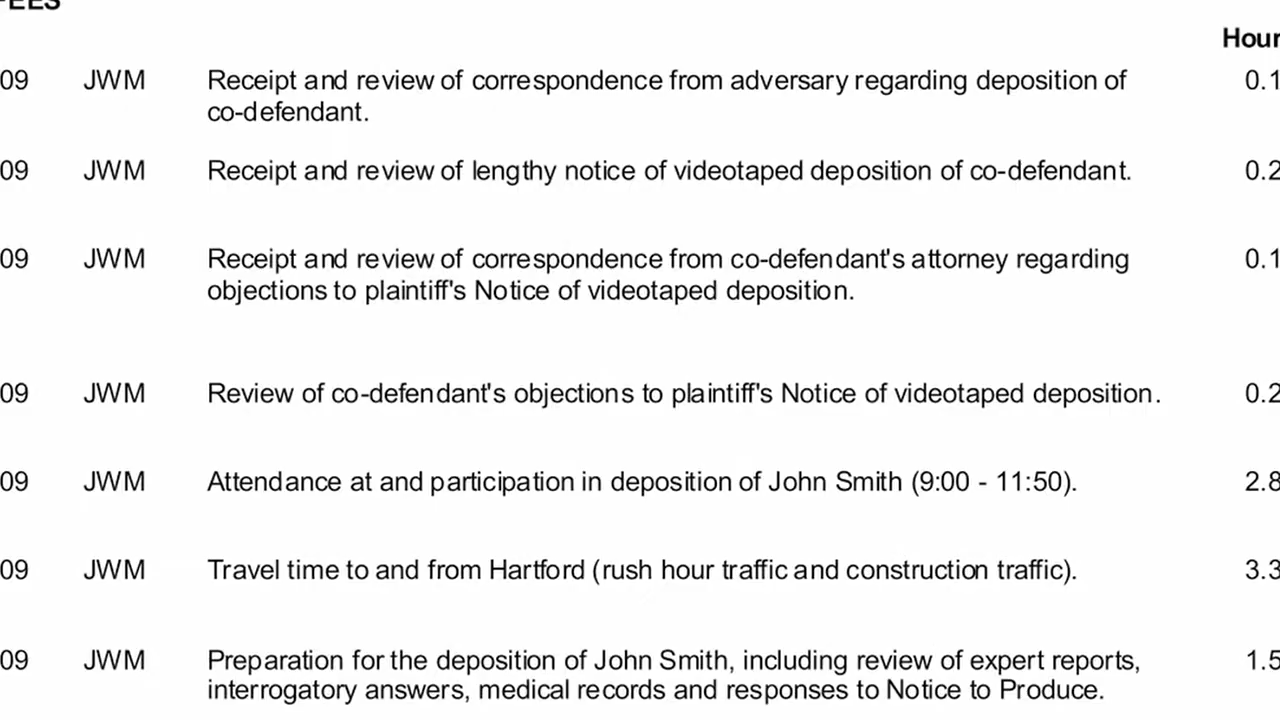 FEES
Hour
09 JWM Receipt and review of correspondence from adversary regarding deposition of 0.1
co-defendant.
09 JWM Receipt and review of lengthy notice of videotaped deposition of co-defendant. 0.2
09 JWM Receipt and review of correspondence from co-defendant's attorney regarding 0.1
objections to plaintiff's Notice of videotaped deposition.
09 JWM Review of co-defendant's objections to plaintiff's Notice of videotaped deposition. 0.2
09 JWM Attendance at and participation in deposition of John Smith (9:00 - 11:50). 2.8
09 JWM Travel time to and from Hartford (rush hour traffic and construction traffic). 3.3
09 JWM Preparation for the deposition of John Smith, including review of expert reports, 1.5
interrogatory answers, medical records and responses to Notice to Produce.